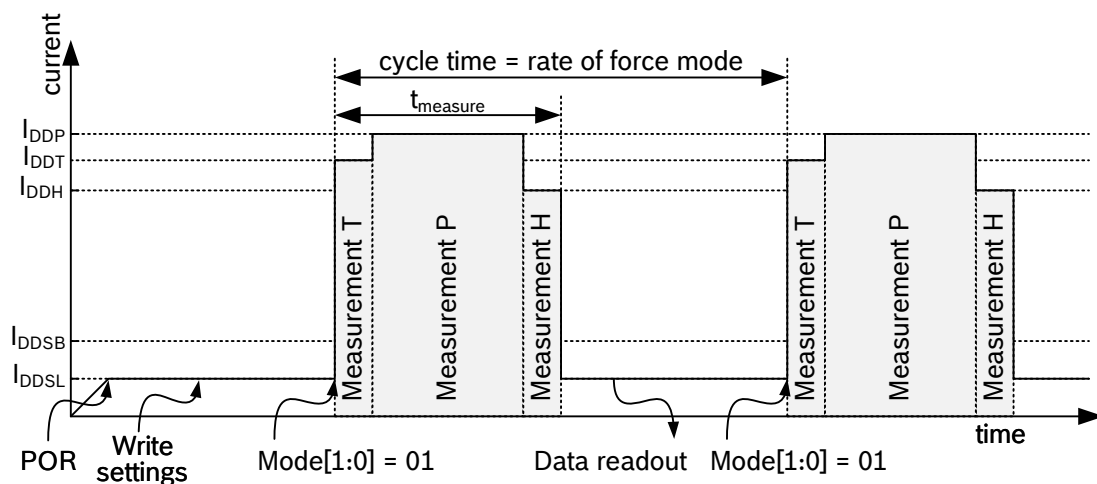 current
cycle time = rate of force mode
tmeasure
IDDP
IDDT
IDDH
IDDSB
IDDSL
Measurement T
Measurement P
Measurement H
Measurement T
Measurement P
Measurement H
time
POR
Write
settings
Mode[1:0] = 01
Data readout
Mode[1:0] = 01